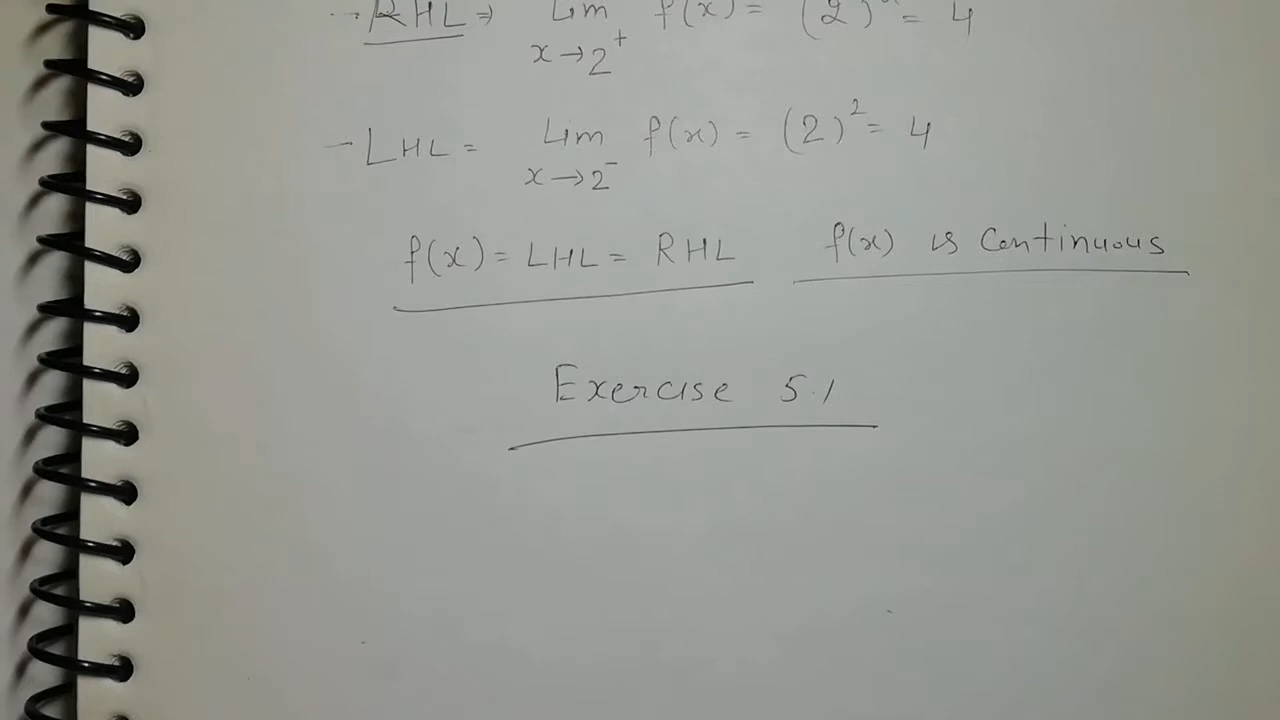 → RHL ⇒ Lim f(x) = (2)² = 4
x→2⁺
- LHL = Lim f(x) = (2)² = 4
x→2⁻
f(x) = LHL = RHL f(x) is Continuous
Exercise 5.1